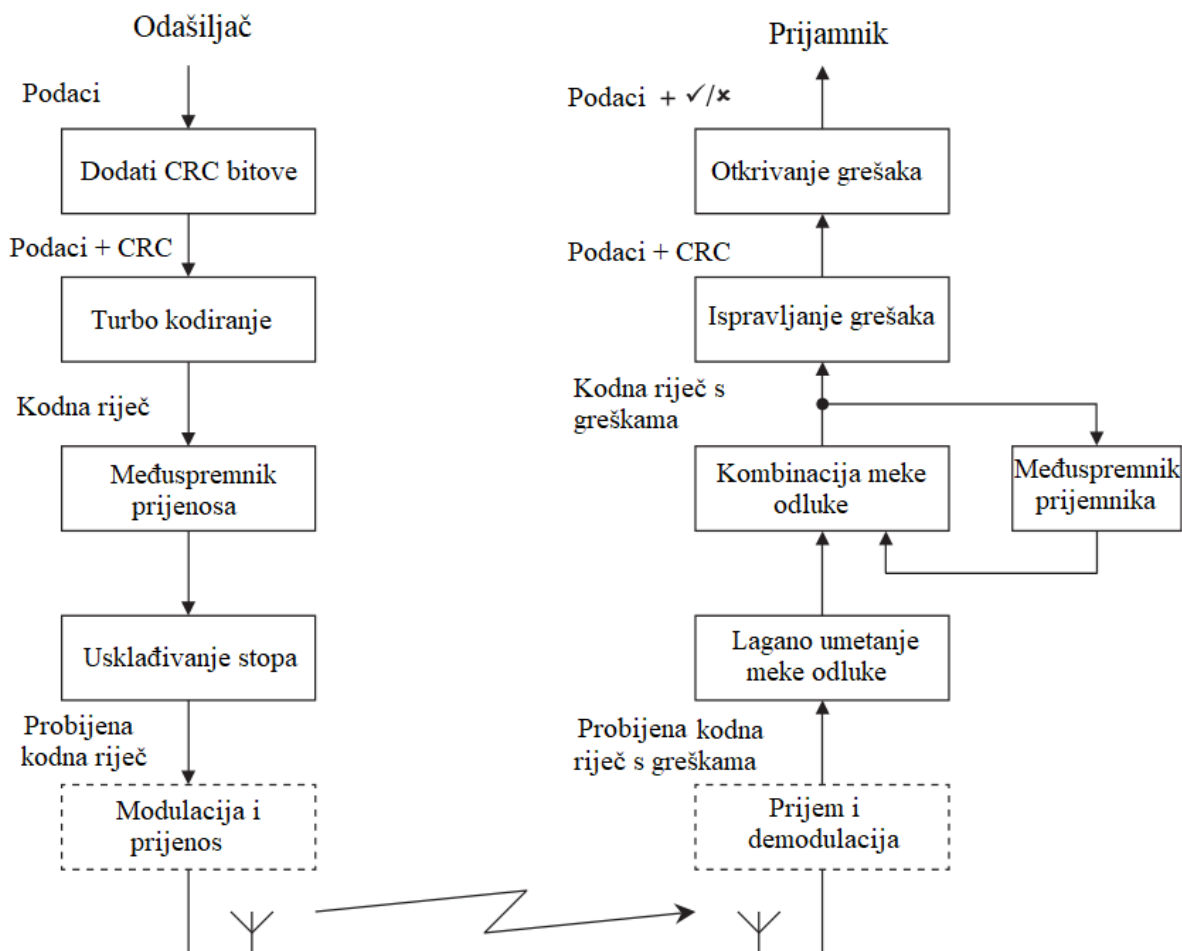 Odašiljač
Podaci
Dodati CRC bitove
Podaci + CRC
Turbo kodiranje
Kodna riječ
Međuspremnik
prijenosa
Usklađivanje stopa
Probijena
kodna riječ
Modulacija i
prijenos
Prijamnik
Podaci + ✓/✘
Otkrivanje grešaka
Podaci + CRC
Ispravljanje grešaka
Kodna riječ s
greškama
Kombinacija meke
odluke
Međuspremnik
prijemnika
Lagano umetanje
meke odluke
Probijena kodna
riječ s greškama
Prijem i
demodulacija